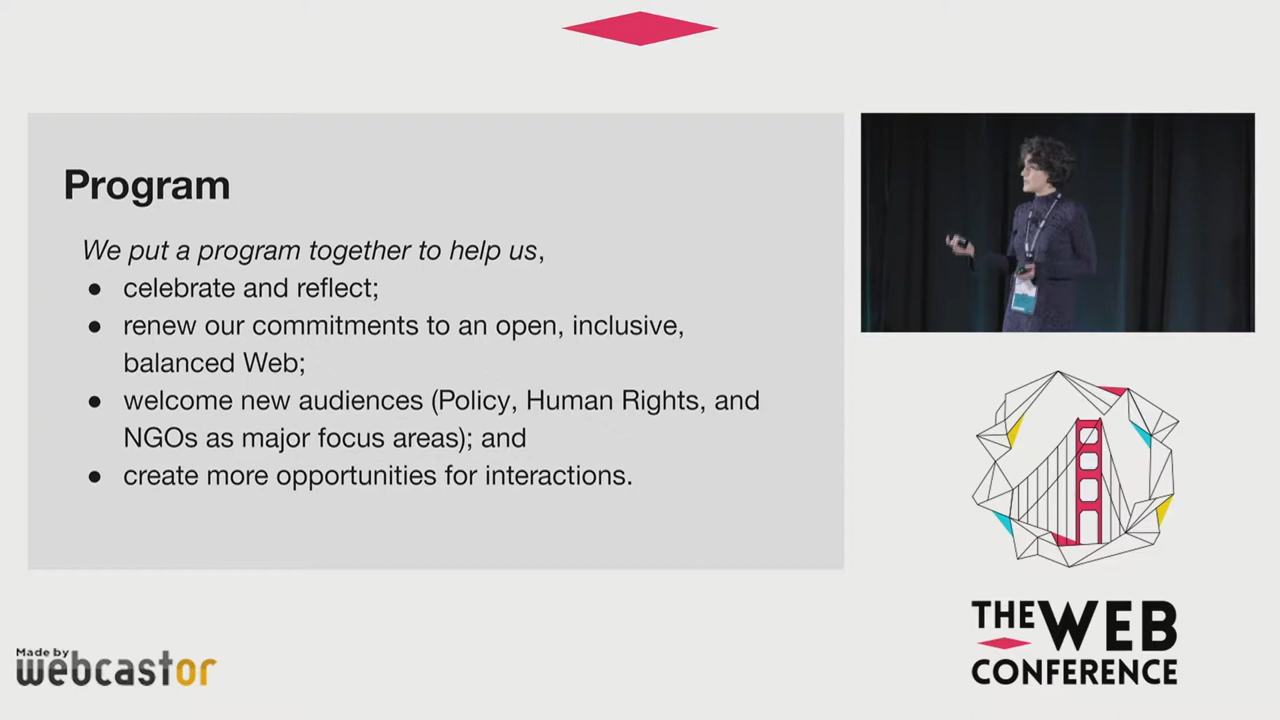 Program
We put a program together to help us,
● celebrate and reflect;
● renew our commitments to an open, inclusive,
balanced Web;
● welcome new audiences (Policy, Human Rights, and
NGOs as major focus areas); and
● create more opportunities for interactions.
THE WEB
CONFERENCE
Made by
webcastor